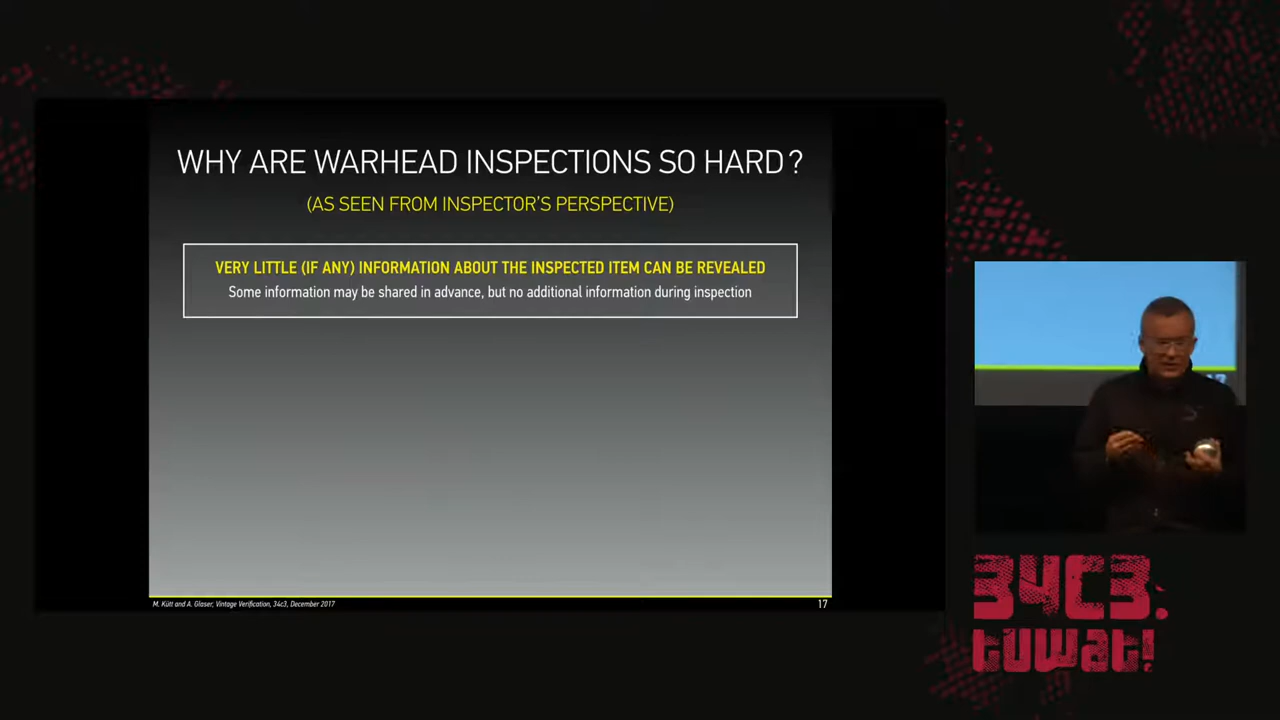 WHY ARE WARHEAD INSPECTIONS SO HARD?
(AS SEEN FROM INSPECTOR'S PERSPECTIVE)
VERY LITTLE (IF ANY) INFORMATION ABOUT THE INSPECTED ITEM CAN BE REVEALED
Some information may be shared in advance, but no additional information during inspection
M. Kütt and A. Glaser, Vintage Verification, 34c3, December 2017
17
17
34C3.
tuwat!